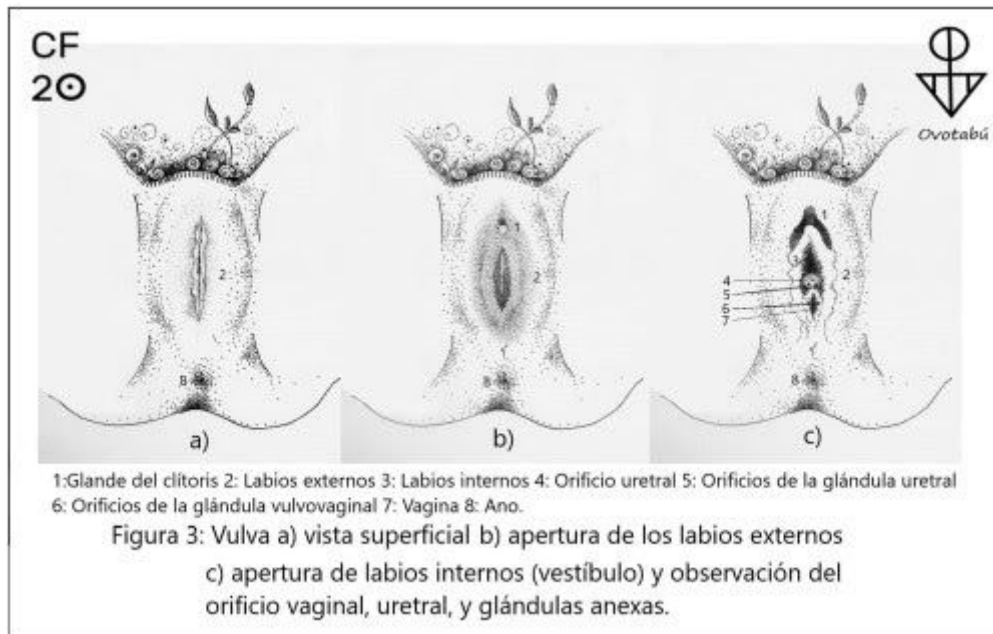 CF
2⊙
Ovotabú
1
2
2
1
3
2
4
5
6
7
8
8
8
a)
b)
c)
1:Glande del clítoris 2: Labios externos 3: Labios internos 4: Orificio uretral 5: Orificios de la glándula uretral
6: Orificios de la glándula vulvovaginal 7: Vagina 8: Ano.
Figura 3: Vulva a) vista superficial b) apertura de los labios externos
c) apertura de labios internos (vestíbulo) y observación del
orificio vaginal, uretral, y glándulas anexas.